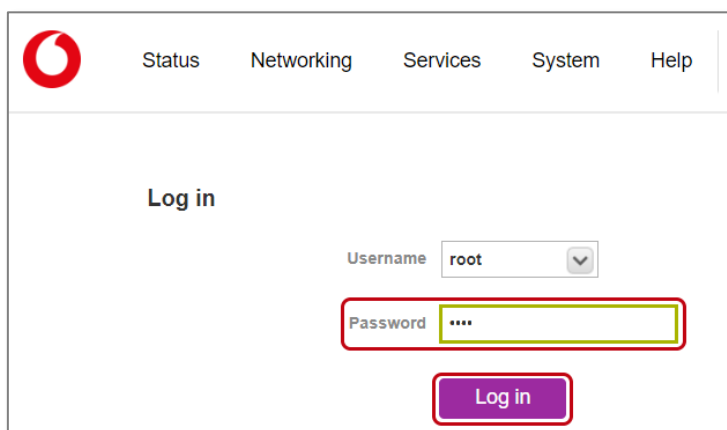 Status Networking Services System Help
Log in
Username root
Password ••••
Log in